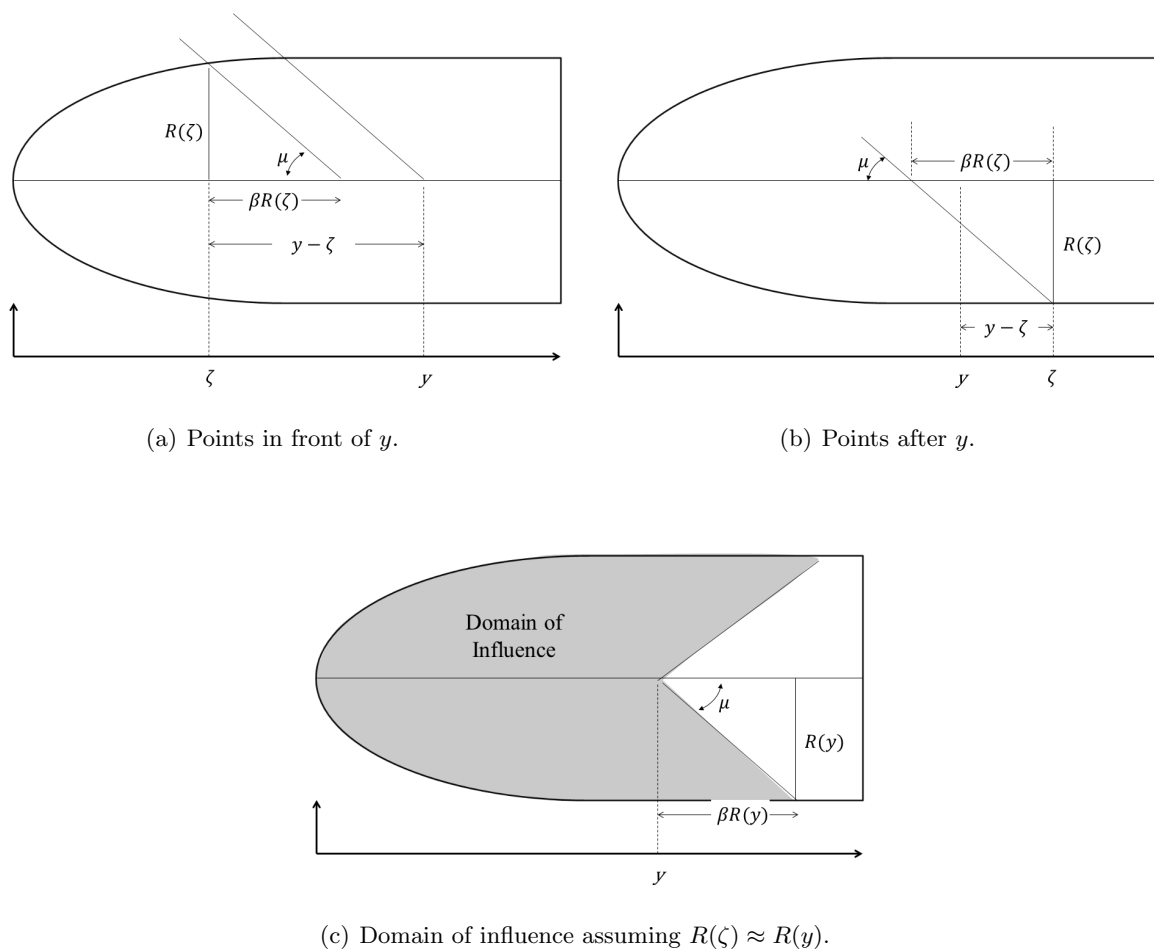 R(ζ)
μ
βR(ζ)
y − ζ
ζ
y
(a) Points in front of y.
μ
βR(ζ)
R(ζ)
y − ζ
y
ζ
(b) Points after y.
Domain of
Influence
μ
R(y)
βR(y)
y
(c) Domain of influence assuming R(ζ) ≈ R(y).